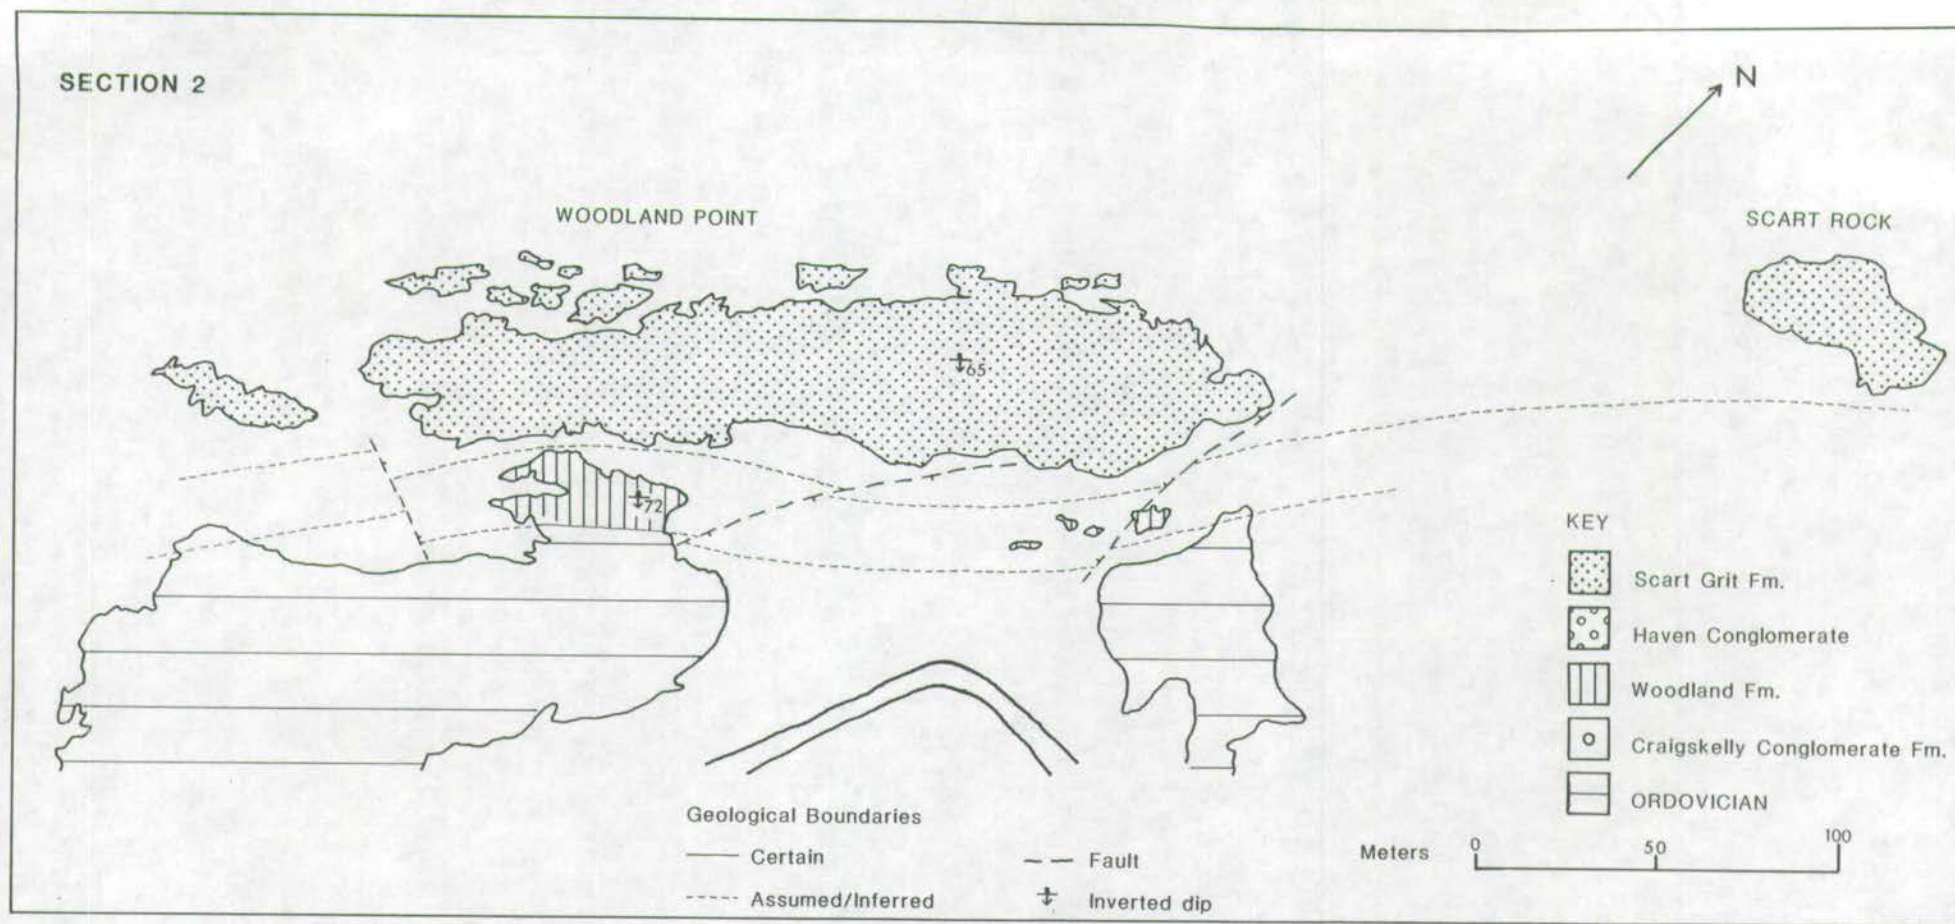 SECTION 2
N
WOODLAND POINT
SCART ROCK
65
72
KEY
Scart Grit Fm.
Haven Conglomerate
Woodland Fm.
Craigskelly Conglomerate Fm.
ORDOVICIAN
Geological Boundaries
Certain
Fault
Assumed/Inferred
Inverted dip
Meters
0
50
100